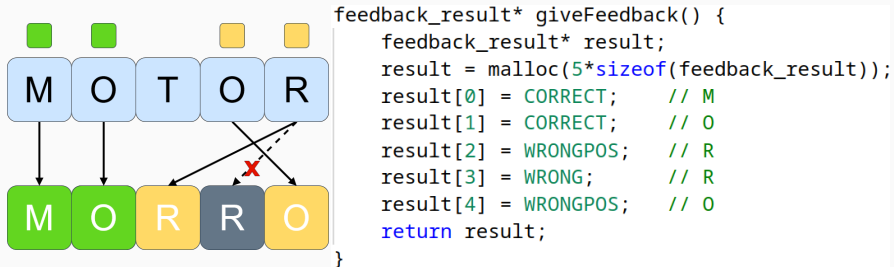 M O T O R
M O R R O
x
feedback_result* giveFeedback() {
    feedback_result* result;
    result = malloc(5*sizeof(feedback_result));
    result[0] = CORRECT;    // M
    result[1] = CORRECT;    // O
    result[2] = WRONGPOS;   // R
    result[3] = WRONG;      // R
    result[4] = WRONGPOS;   // O
    return result;
}